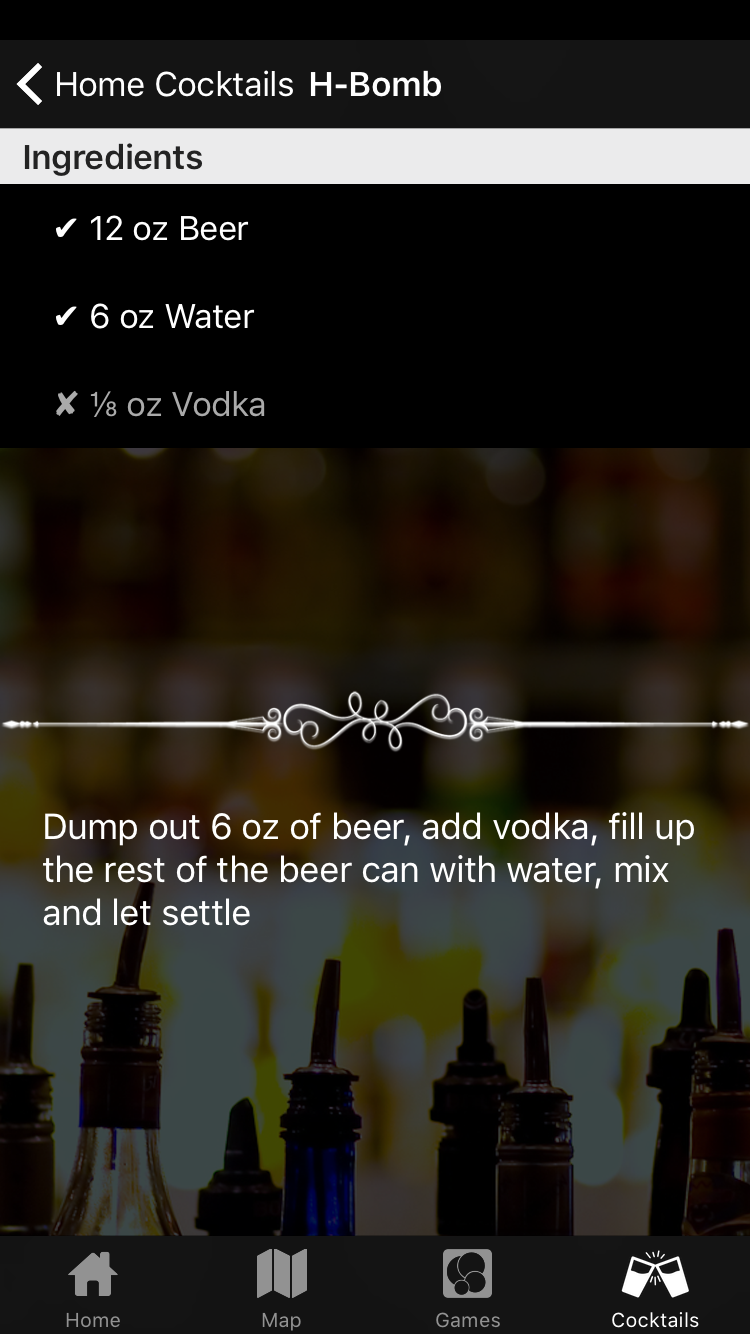 Home Cocktails H-Bomb
Ingredients
✔ 12 oz Beer
✔ 6 oz Water
✘ ⅛ oz Vodka
Dump out 6 oz of beer, add vodka, fill up
the rest of the beer can with water, mix
and let settle
Home Map Games Cocktails